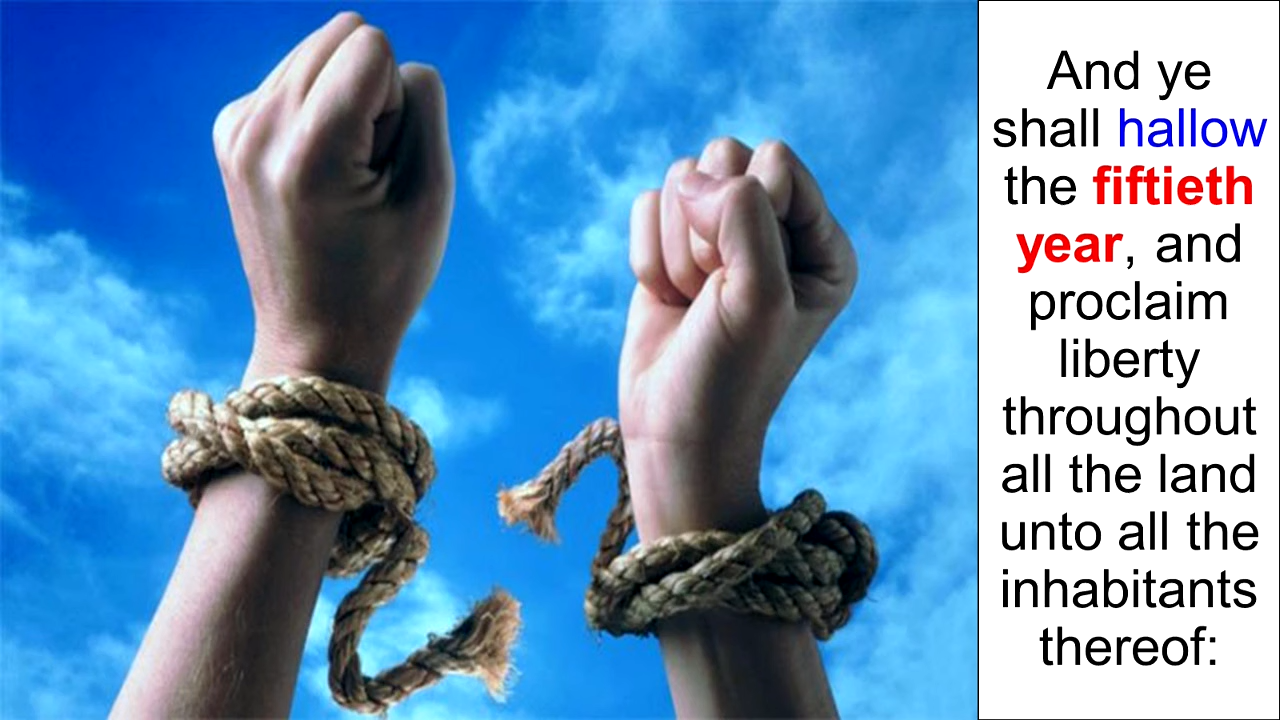 And ye
shall hallow
the fiftieth
year, and
proclaim
liberty
throughout
all the land
unto all the
inhabitants
thereof: